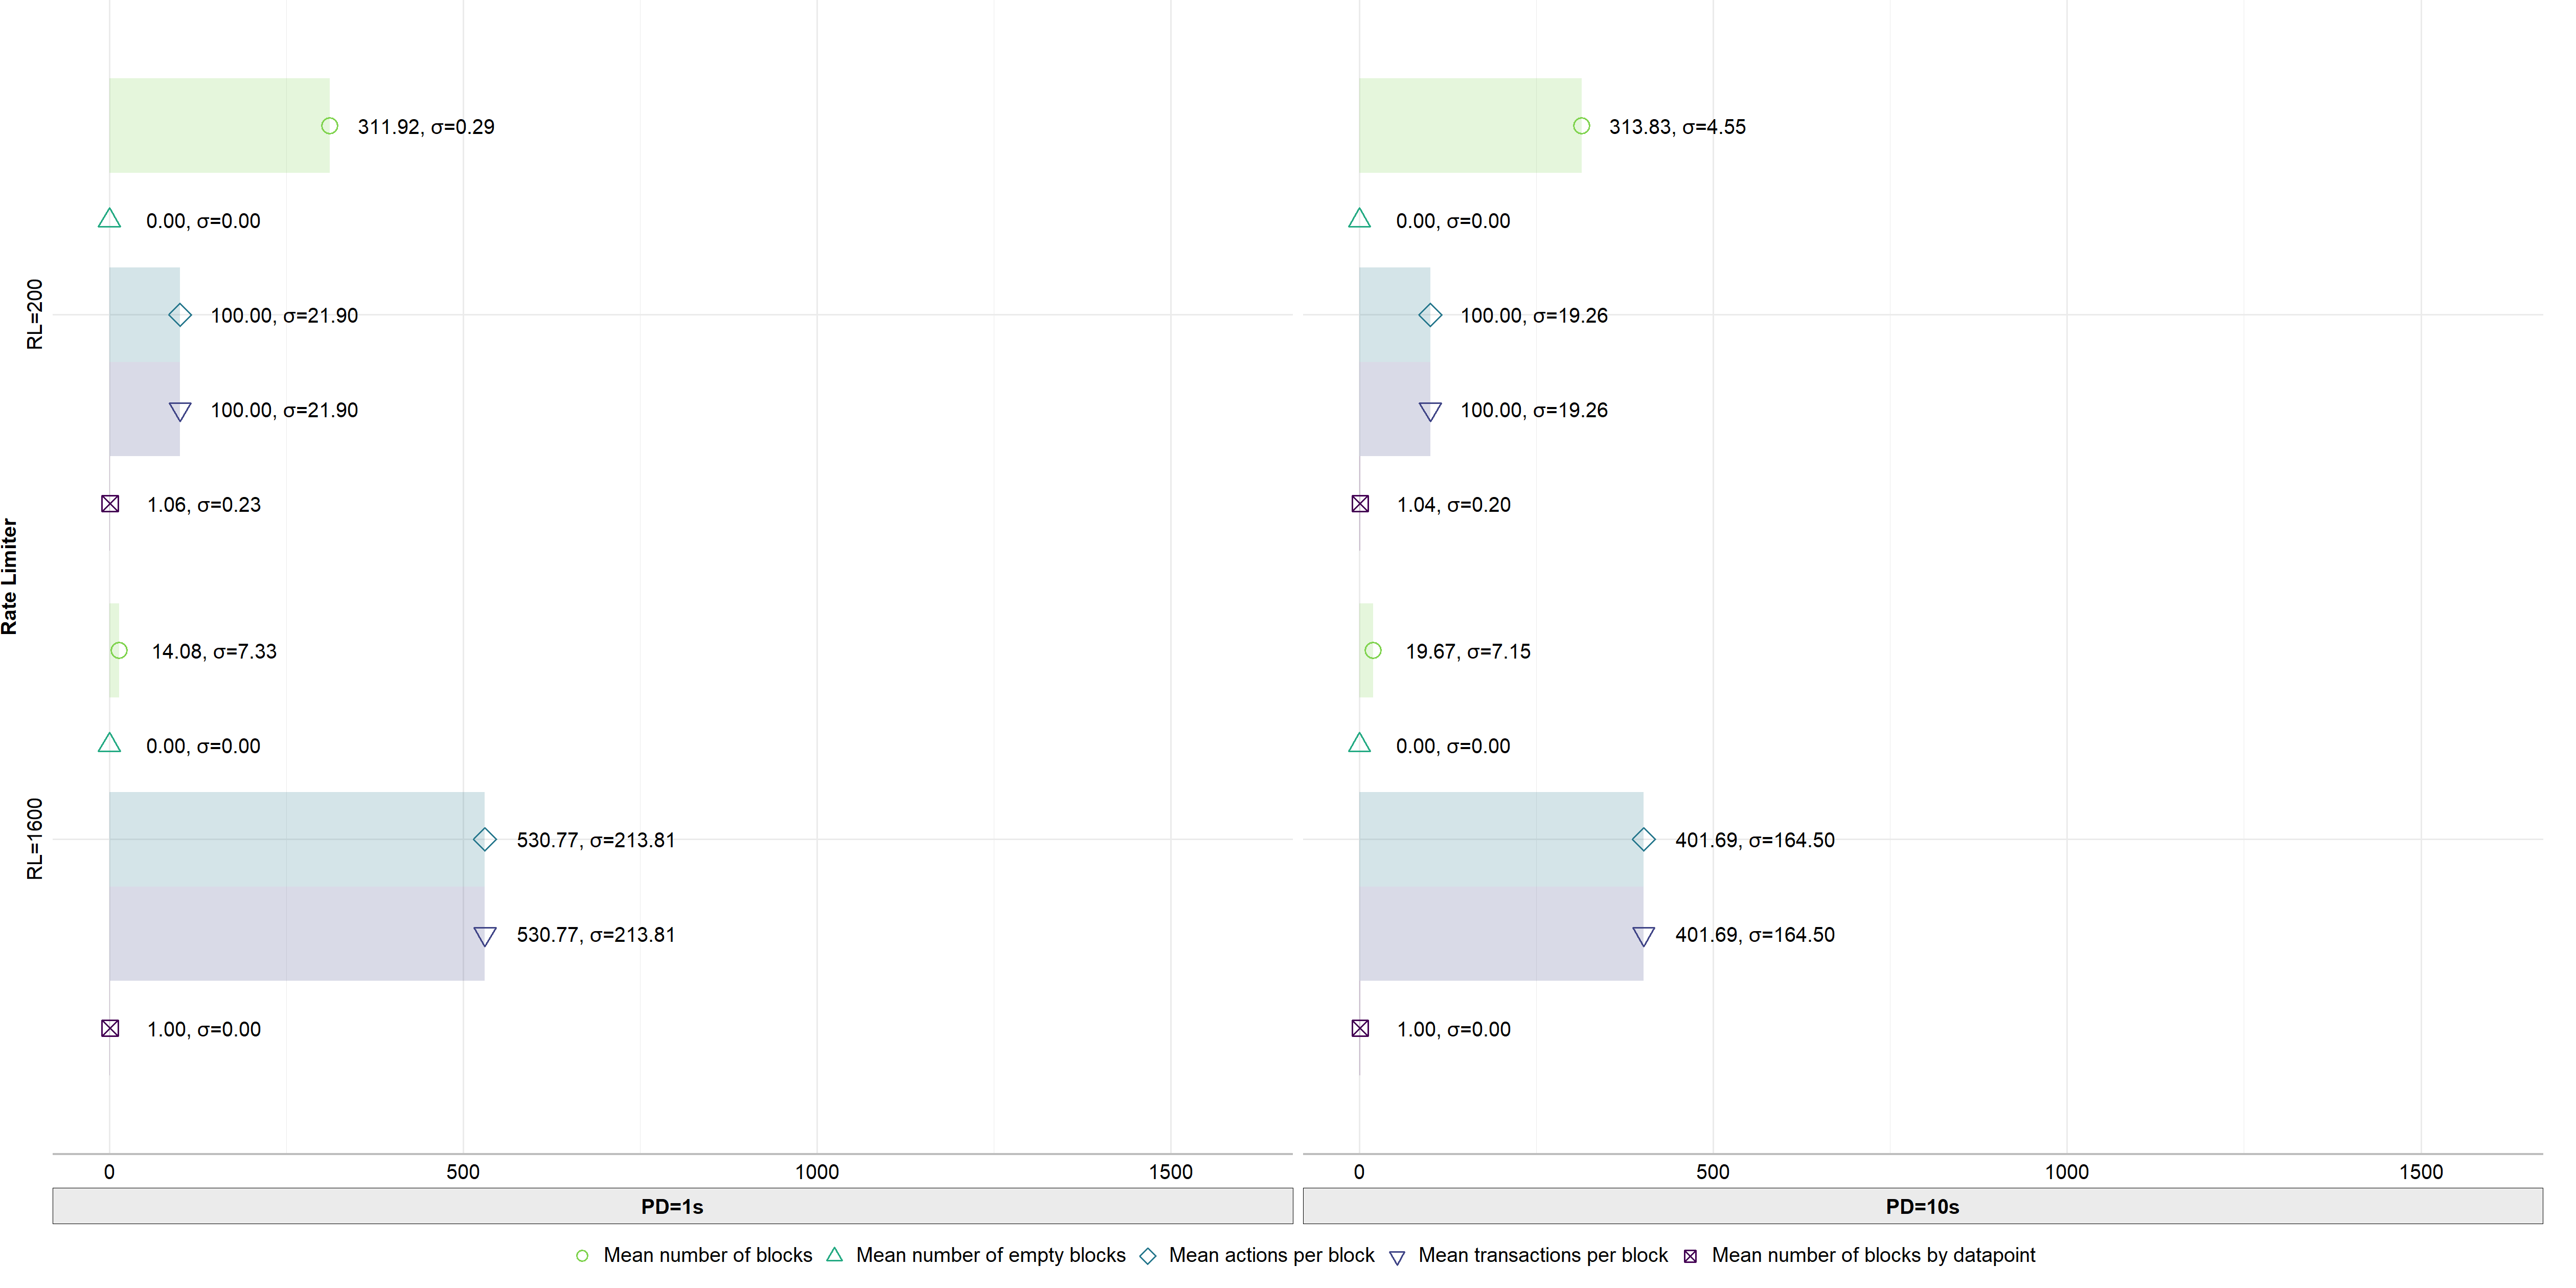 Rate Limiter
RL=200
RL=1600
311.92, σ=0.29
0.00, σ=0.00
100.00, σ=21.90
100.00, σ=21.90
1.06, σ=0.23
14.08, σ=7.33
0.00, σ=0.00
530.77, σ=213.81
530.77, σ=213.81
1.00, σ=0.00
0 500 1000 1500
PD=1s
313.83, σ=4.55
0.00, σ=0.00
100.00, σ=19.26
100.00, σ=19.26
1.04, σ=0.20
19.67, σ=7.15
0.00, σ=0.00
401.69, σ=164.50
401.69, σ=164.50
1.00, σ=0.00
0 500 1000 1500
PD=10s
Mean number of blocks Mean number of empty blocks Mean actions per block Mean transactions per block Mean number of blocks by datapoint